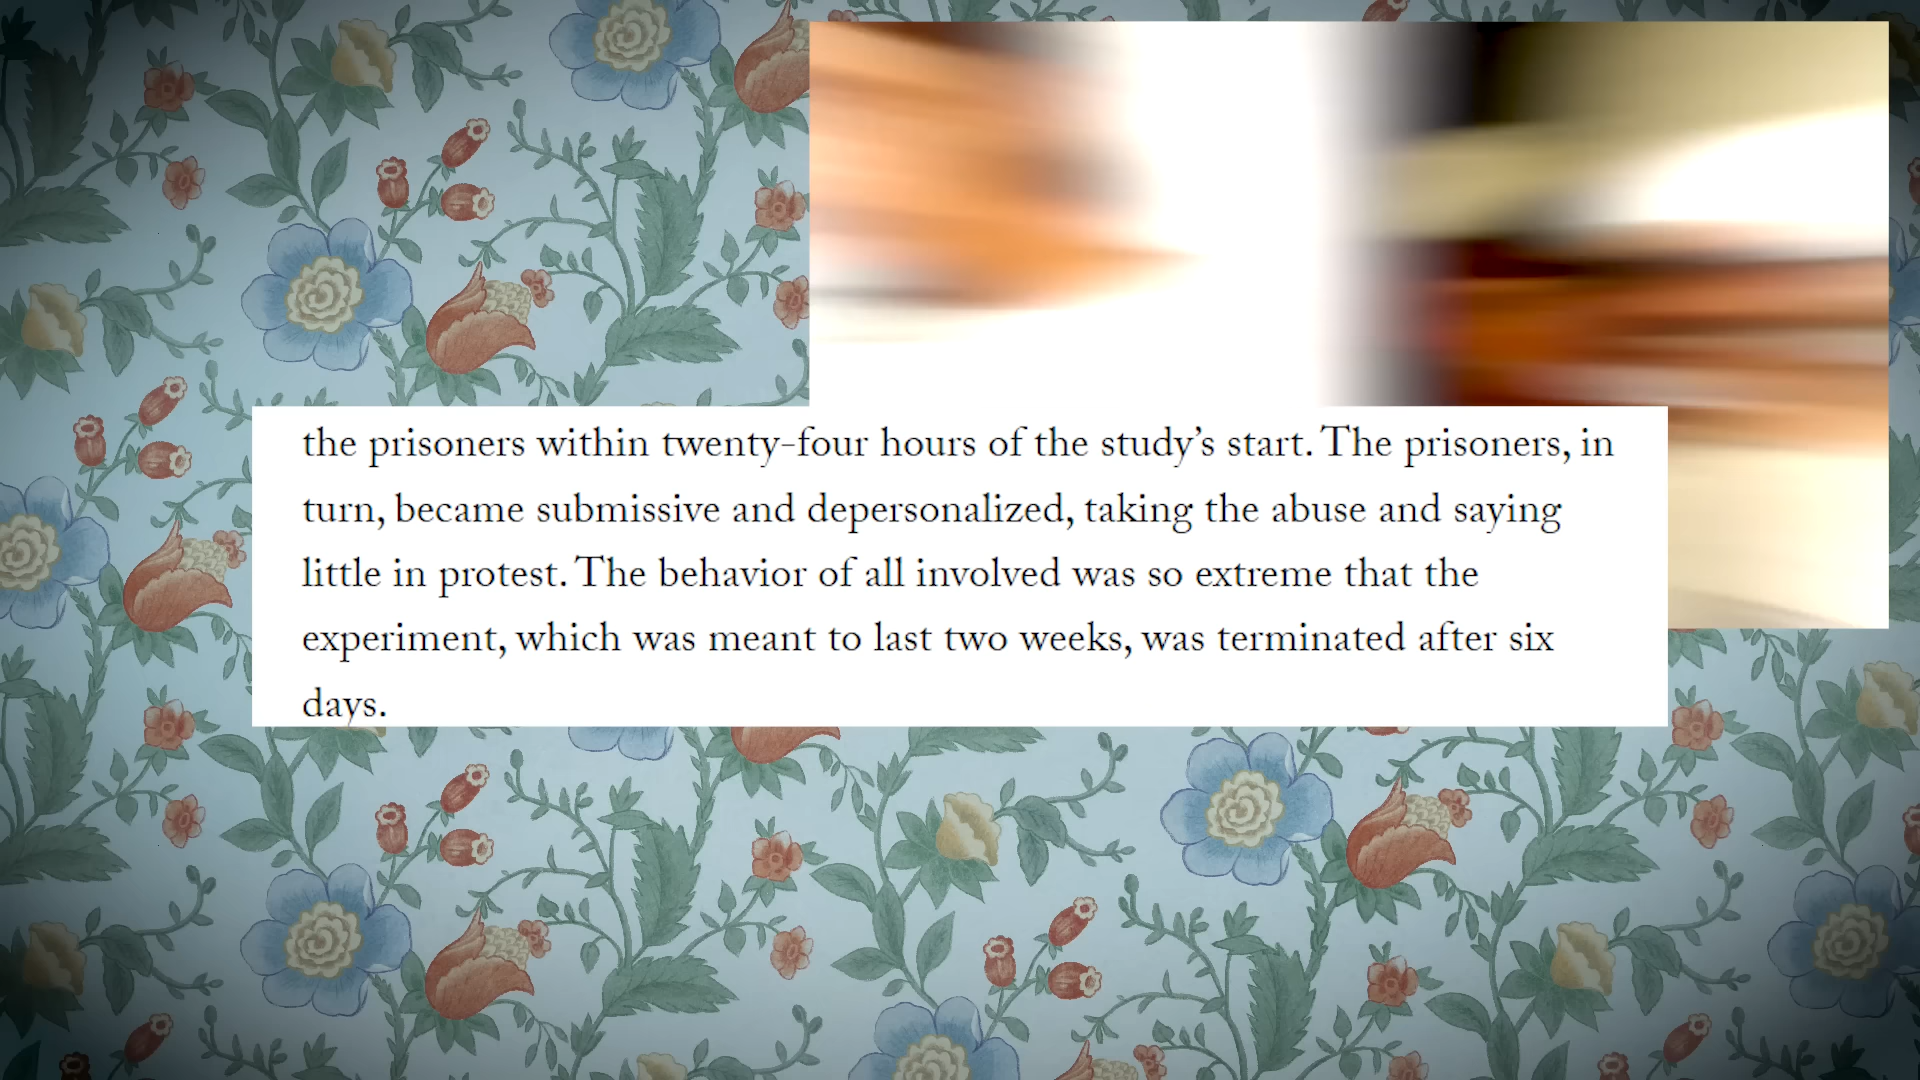 the prisoners within twenty-four hours of the study’s start. The prisoners, in
turn, became submissive and depersonalized, taking the abuse and saying
little in protest. The behavior of all involved was so extreme that the
experiment, which was meant to last two weeks, was terminated after six
days.